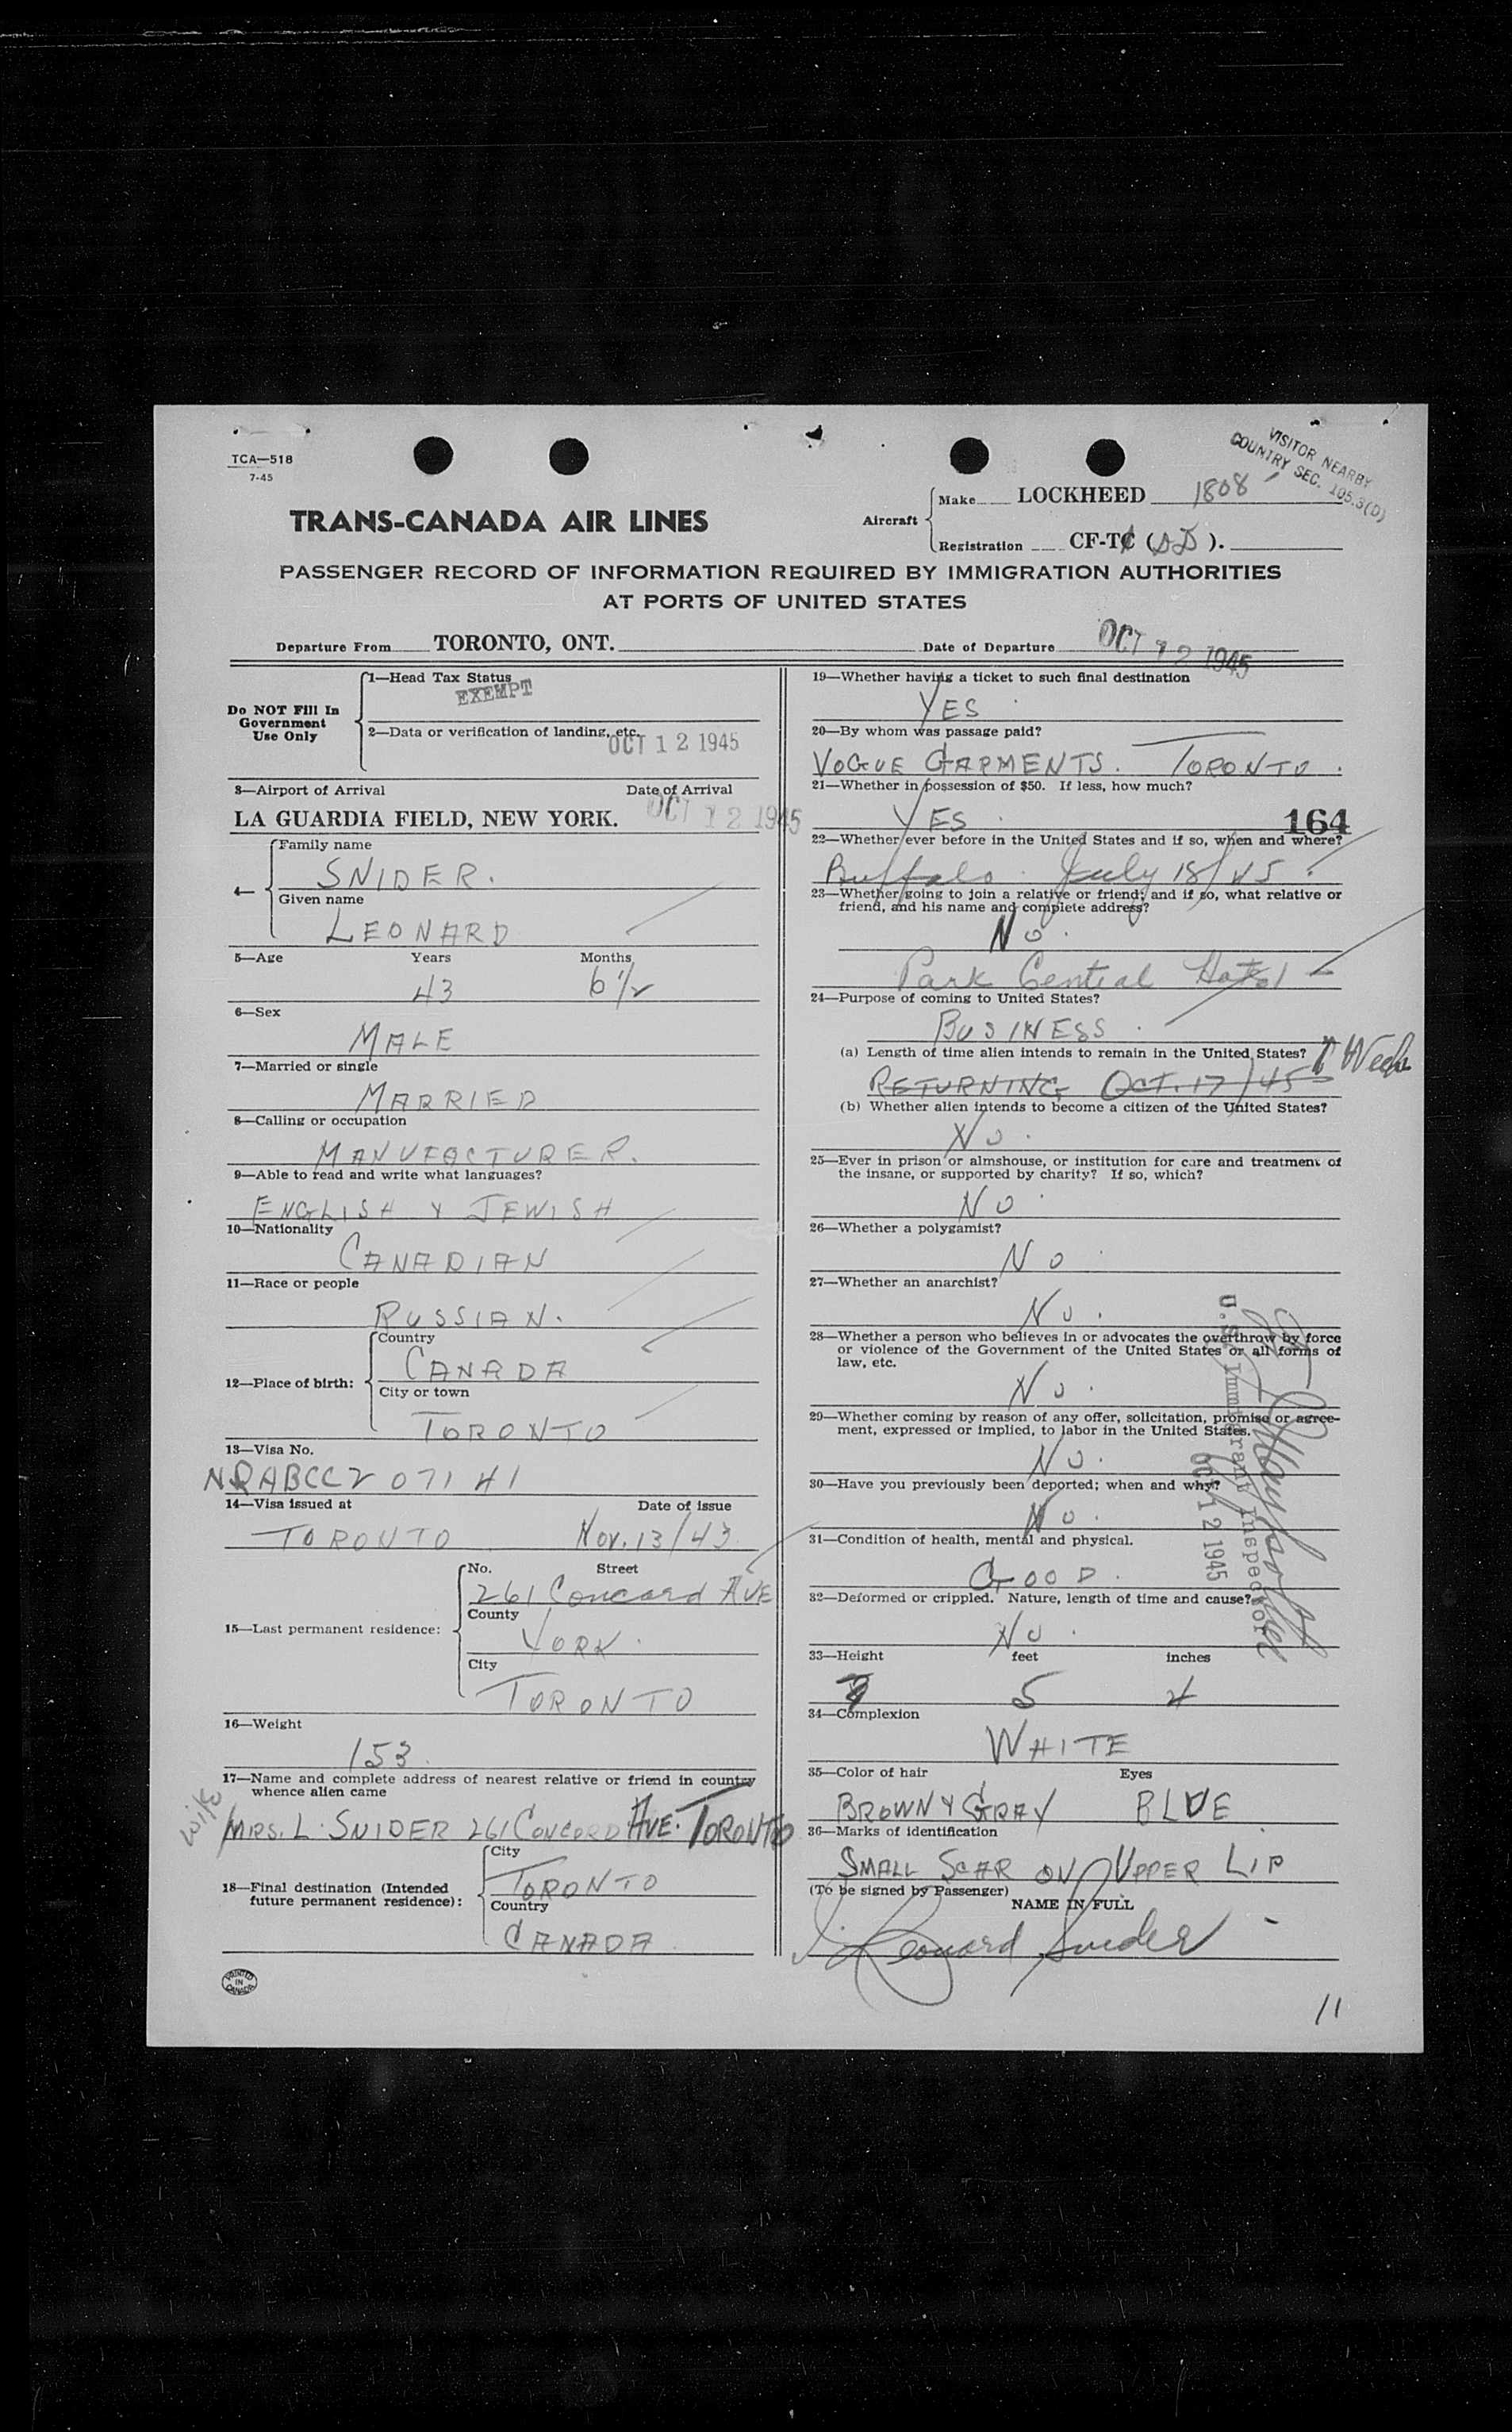 TCA—518
7-45
VISITOR NEARBY
COUNTRY SEC. 105.3(D)
TRANS-CANADA AIR LINES
Aircraft
Make LOCKHEED 1808
Registration CF-TC ( ).
PASSENGER RECORD OF INFORMATION REQUIRED BY IMMIGRATION AUTHORITIES
AT PORTS OF UNITED STATES
Departure From TORONTO, ONT. Date of Departure OCT 12 1945
Do NOT Fill In
Government
Use Only
1—Head Tax Status
EXEMPT
2—Data or verification of landing, etc.
OCT 12 1945
3—Airport of Arrival Date of Arrival
LA GUARDIA FIELD, NEW YORK. OCT 12 1945
4—
Family name
SNIDER.
Given name
LEONARD
5—Age Years Months
43 6 1/2
6—Sex
MALE
7—Married or single
MARRIED
8—Calling or occupation
MANUFACTURER.
9—Able to read and write what languages?
ENGLISH & JEWISH
10—Nationality
CANADIAN
11—Race or people
RUSSIAN.
12—Place of birth:
Country
CANADA
City or town
TORONTO
13—Visa No.
NRABCC2 07141
14—Visa issued at Date of issue
TORONTO Nov. 13/43
15—Last permanent residence:
No. Street
261 Concord AVE
County
YORK.
City
TORONTO
16—Weight
153.
17—Name and complete address of nearest relative or friend in country
whence alien came
wife
MRS. L. SNIDER 261 CONCORD AVE. TORONTO
18—Final destination (Intended
future permanent residence):
City
TORONTO
Country
CANADA
PRINTED
IN
CANADA
19—Whether having a ticket to such final destination
YES
20—By whom was passage paid?
VOGUE GARMENTS. TORONTO.
21—Whether in possession of $50. If less, how much?
YES. 164
22—Whether ever before in the United States and if so, when and where?
Buffalo July 18/45.
23—Whether going to join a relative or friend; and if so, what relative or
friend, and his name and complete address?
No.
Park Central Hotel
24—Purpose of coming to United States?
BUSINESS.
(a) Length of time alien intends to remain in the United States? 1 Week
RETURNING OCT. 17/45
(b) Whether alien intends to become a citizen of the United States?
No.
25—Ever in prison or almshouse, or institution for care and treatment of
the insane, or supported by charity? If so, which?
No.
26—Whether a polygamist?
No.
27—Whether an anarchist?
No.
28—Whether a person who believes in or advocates the overthrow by force
or violence of the Government of the United States or all forms of
law, etc.
No.
29—Whether coming by reason of any offer, solicitation, promise or agree-
ment, expressed or implied, to labor in the United States.
No.
30—Have you previously been deported; when and why?
No.
31—Condition of health, mental and physical.
GOOD.
32—Deformed or crippled. Nature, length of time and cause?
No.
33—Height feet inches
5 4
34—Complexion
WHITE
35—Color of hair Eyes
BROWN & GRAY BLUE
36—Marks of identification
SMALL SCAR ON UPPER LIP
(To be signed by Passenger)
NAME IN FULL
Leonard Snider
U.S. Immigrant Inspector
OCT 12 1945
11